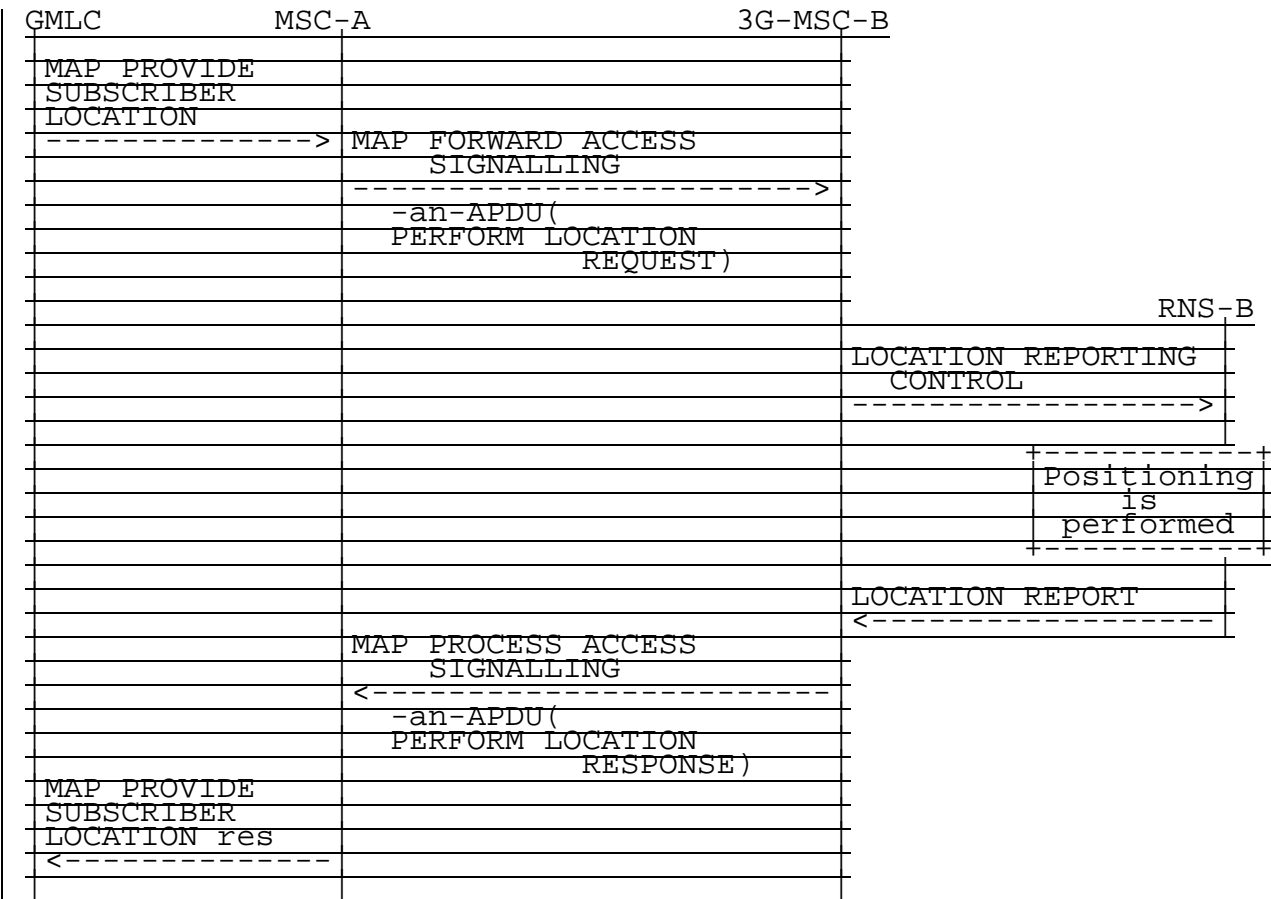 GMLC MSC-A 3G-MSC-B
MAP PROVIDE
SUBSCRIBER
LOCATION
--------------> MAP FORWARD ACCESS
SIGNALLING
------------------------>
-an-APDU(
PERFORM LOCATION
REQUEST)
RNS-B
LOCATION REPORTING
CONTROL
------------------>
+-----------+
Positioning
is
performed
+-----------+
LOCATION REPORT
<------------------
MAP PROCESS ACCESS
SIGNALLING
<------------------------
-an-APDU(
PERFORM LOCATION
RESPONSE)
MAP PROVIDE
SUBSCRIBER
LOCATION res
<--------------